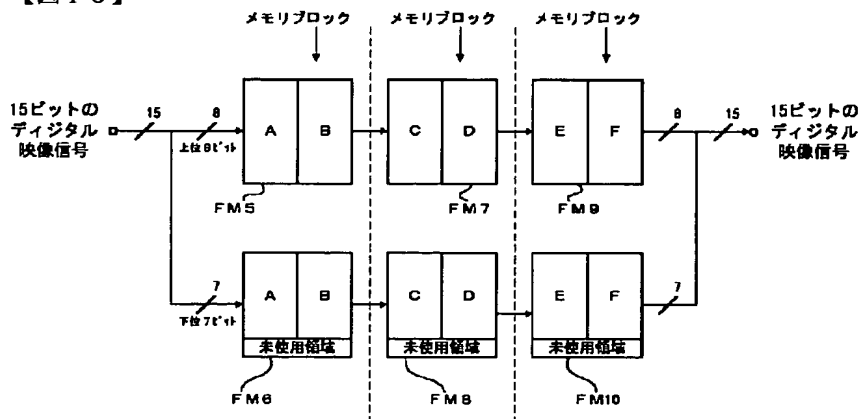 メモリブロック メモリブロック メモリブロック
15ビットの
ディジタル
映像信号
15
8
上位8ビット
A B C D E F
8
15
15ビットの
ディジタル
映像信号
FM5 FM7 FM9
7
下位7ビット
A B C D E F
7
未使用領域 未使用領域 未使用領域
FM6 FM8 FM10